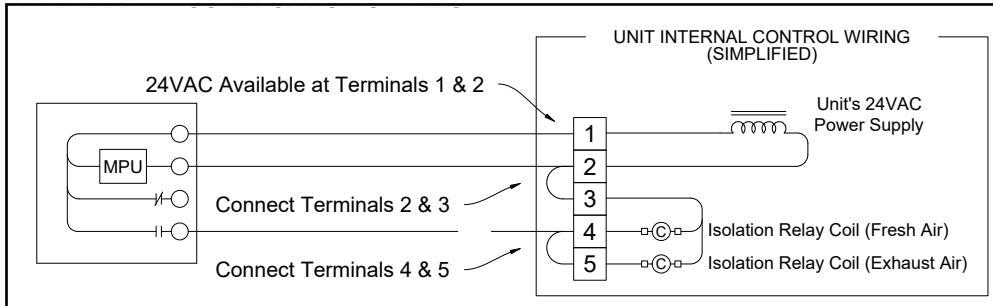 UNIT INTERNAL CONTROL WIRING
(SIMPLIFIED)
24VAC Available at Terminals 1 & 2
Unit's 24VAC
Power Supply
1
MPU
2
Connect Terminals 2 & 3
3
4
C
Isolation Relay Coil (Fresh Air)
Connect Terminals 4 & 5
5
C
Isolation Relay Coil (Exhaust Air)